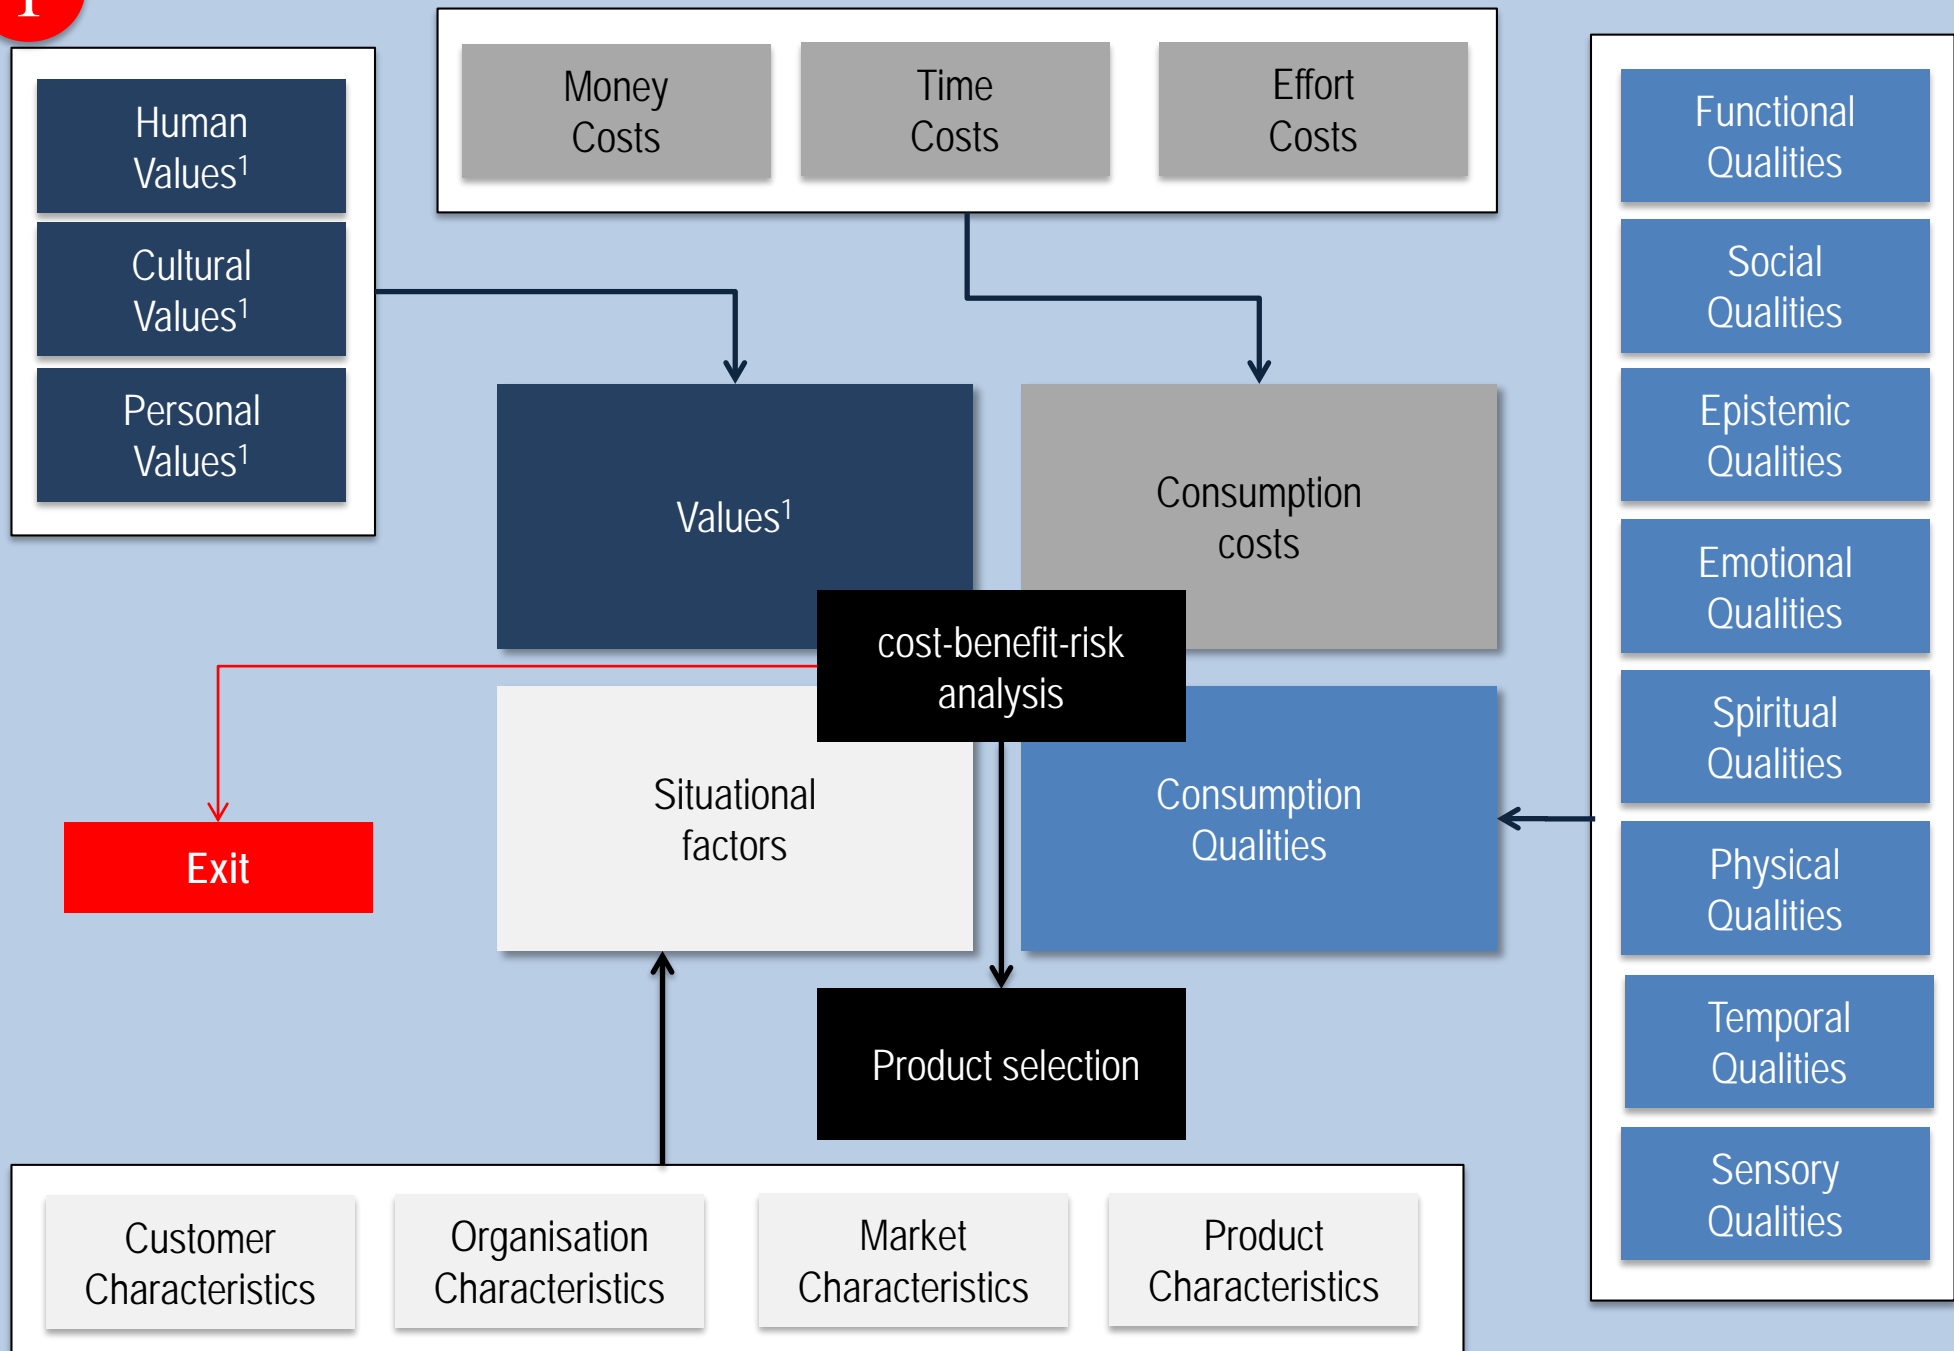 1
Human
Values¹
Cultural
Values¹
Personal
Values¹
Money
Costs
Time
Costs
Effort
Costs
Functional
Qualities
Social
Qualities
Epistemic
Qualities
Emotional
Qualities
Spiritual
Qualities
Physical
Qualities
Temporal
Qualities
Sensory
Qualities
Values¹
Consumption
costs
cost-benefit-risk
analysis
Situational
factors
Consumption
Qualities
Exit
Product selection
Customer
Characteristics
Organisation
Characteristics
Market
Characteristics
Product
Characteristics